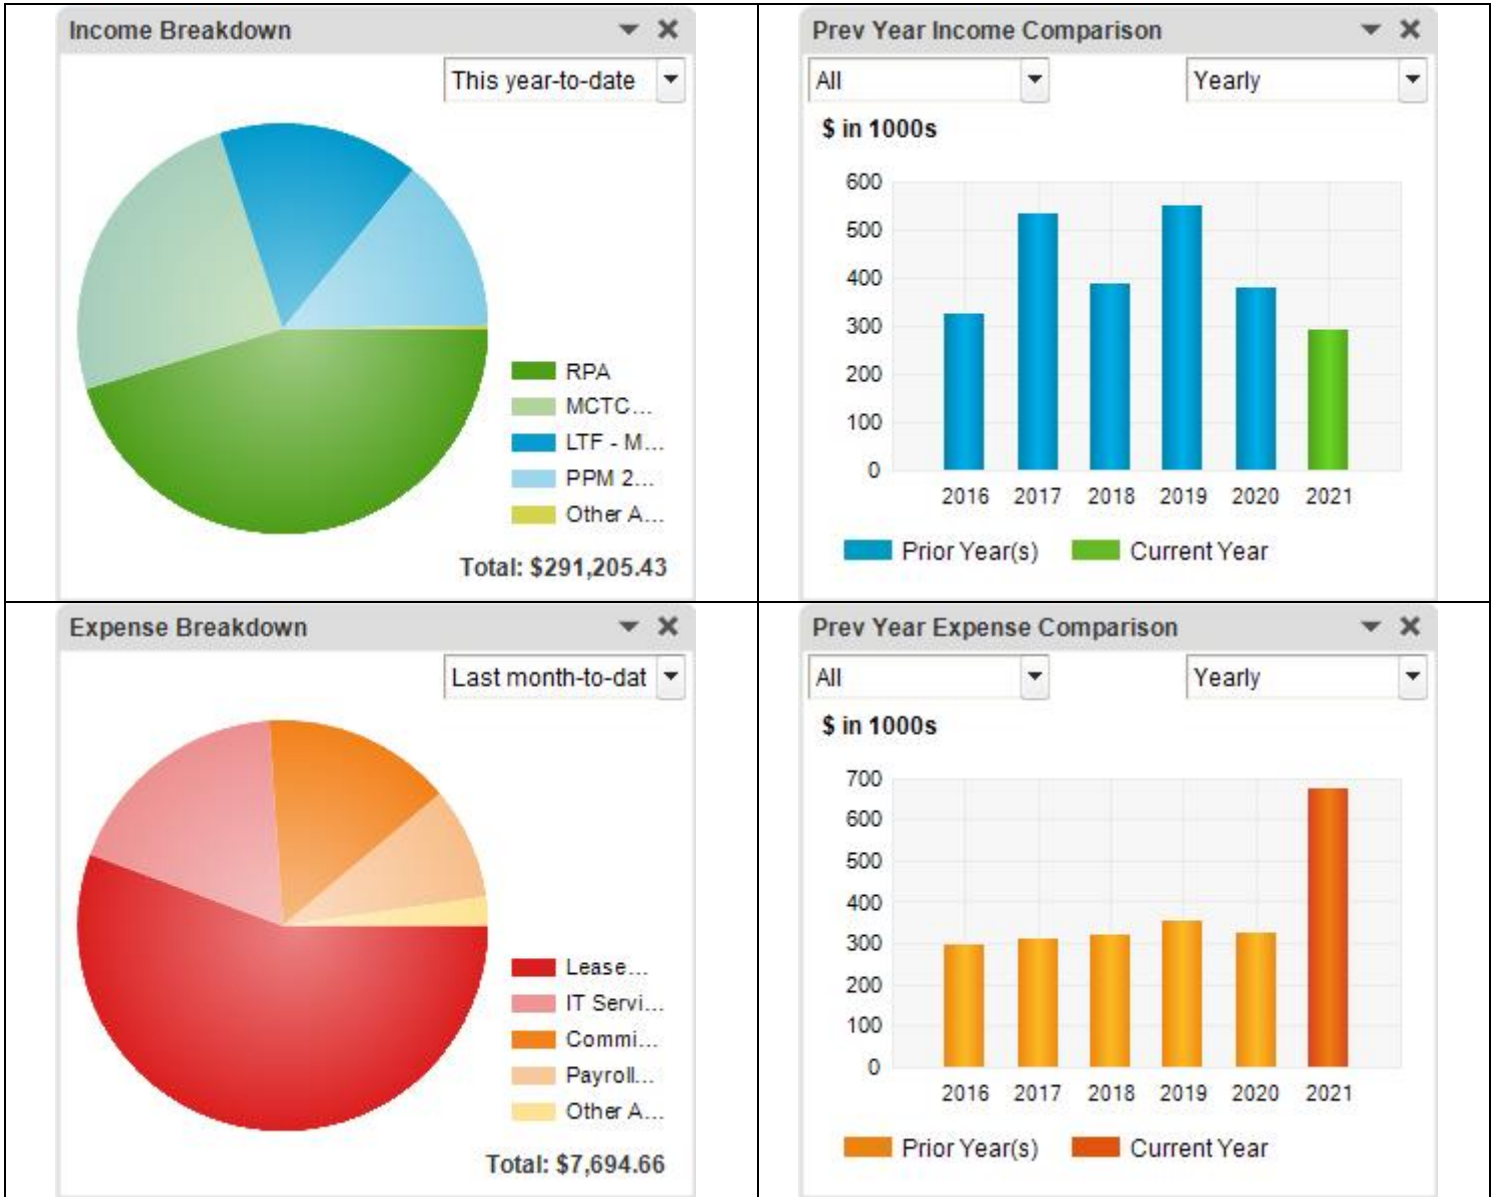 Income Breakdown
This year-to-date
RPA
MCTC...
LTF - M...
PPM 2...
Other A...
Total: $291,205.43
Prev Year Income Comparison
All
Yearly
$ in 1000s
600
500
400
300
200
100
0
2016 2017 2018 2019 2020 2021
Prior Year(s) Current Year
Expense Breakdown
Last month-to-dat
Lease...
IT Servi...
Commi...
Payroll...
Other A...
Total: $7,694.66
Prev Year Expense Comparison
All
Yearly
$ in 1000s
700
600
500
400
300
200
100
0
2016 2017 2018 2019 2020 2021
Prior Year(s) Current Year